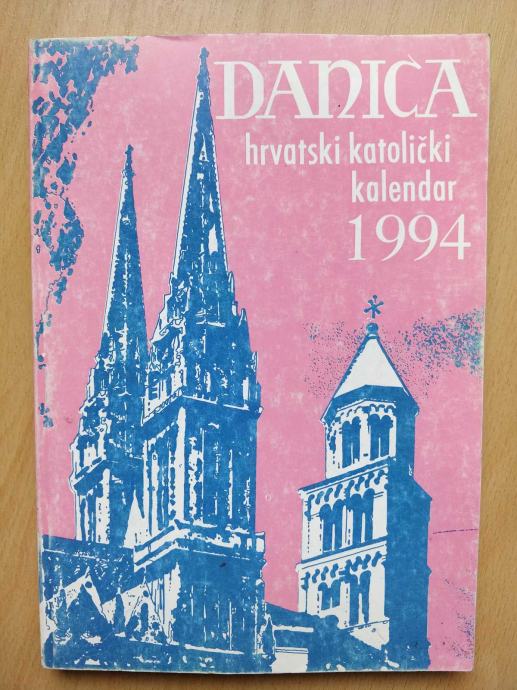 DANICA
hrvatski katolički
kalendar
1994